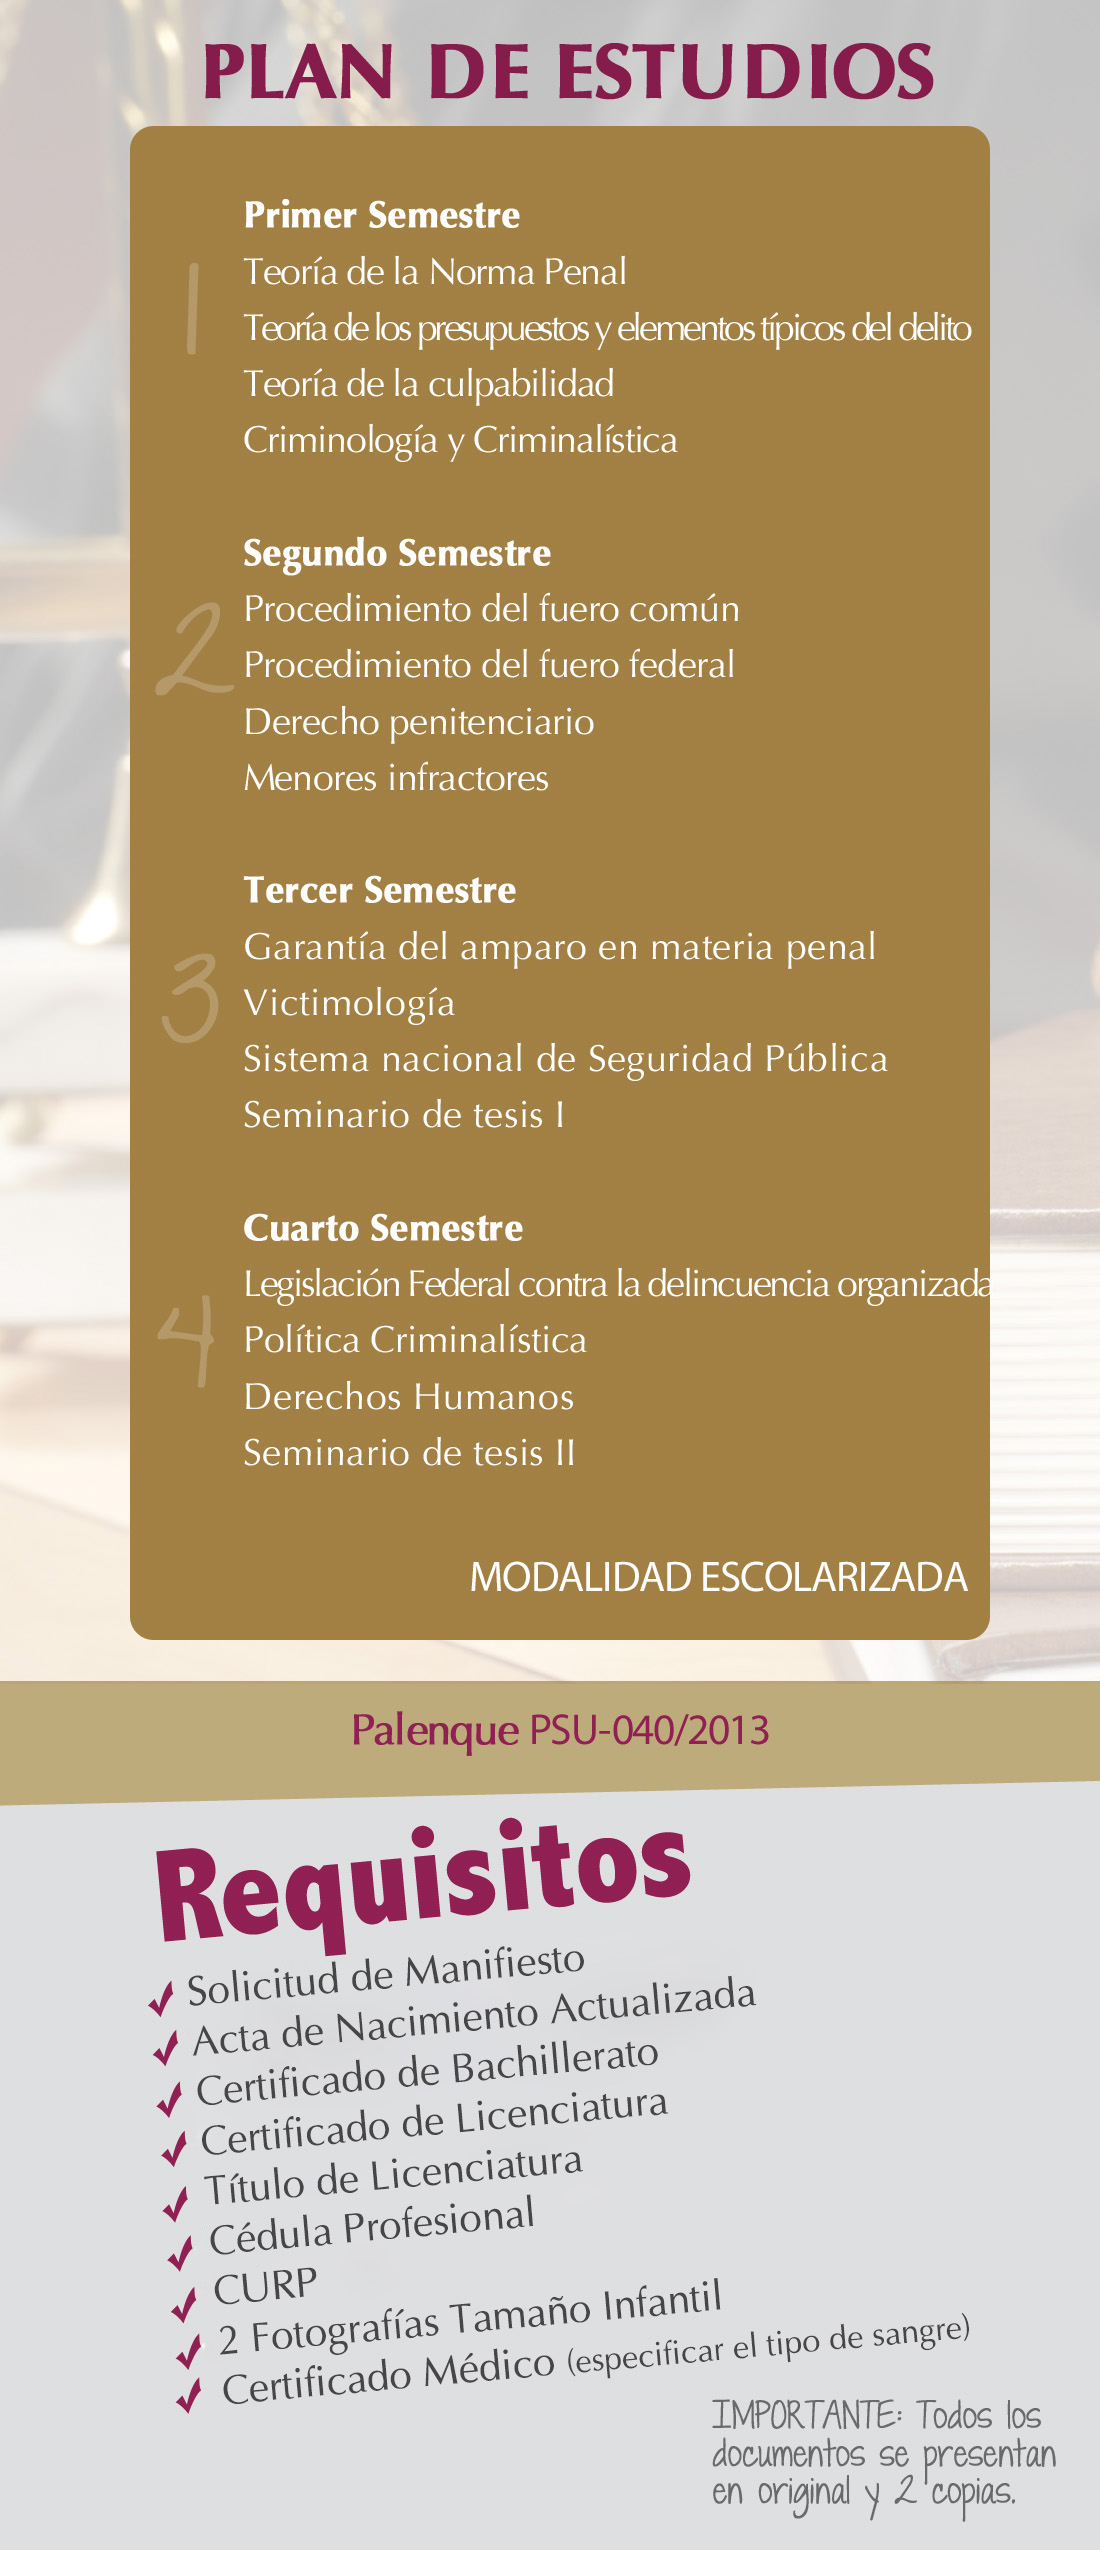 PLAN DE ESTUDIOS
1
Primer Semestre
Teoría de la Norma Penal
Teoría de los presupuestos y elementos típicos del delito
Teoría de la culpabilidad
Criminología y Criminalística
2
Segundo Semestre
Procedimiento del fuero común
Procedimiento del fuero federal
Derecho penitenciario
Menores infractores
3
Tercer Semestre
Garantía del amparo en materia penal
Victimología
Sistema nacional de Seguridad Pública
Seminario de tesis I
4
Cuarto Semestre
Legislación Federal contra la delincuencia organizada
Política Criminalística
Derechos Humanos
Seminario de tesis II
MODALIDAD ESCOLARIZADA
Palenque PSU-040/2013
Requisitos
Solicitud de Manifiesto
Acta de Nacimiento Actualizada
Certificado de Bachillerato
Certificado de Licenciatura
Título de Licenciatura
Cédula Profesional
CURP
2 Fotografías Tamaño Infantil
Certificado Médico (especificar el tipo de sangre)
IMPORTANTE: Todos los
documentos se presentan
en original y 2 copias.